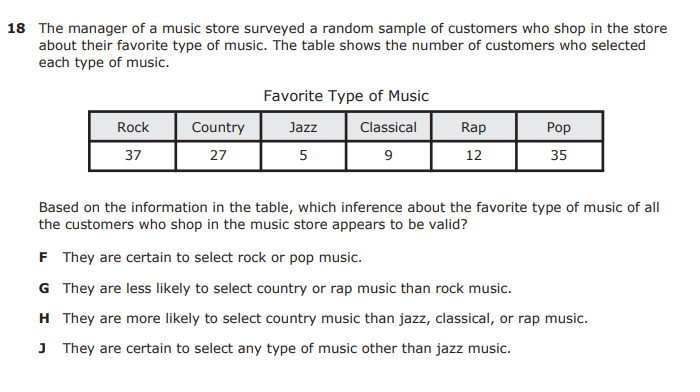 18 The manager of a music store surveyed a random sample of customers who shop in the store
about their favorite type of music. The table shows the number of customers who selected
each type of music.
Favorite Type of Music
Rock Country Jazz Classical Rap Pop
37 27 5 9 12 35
Based on the information in the table, which inference about the favorite type of music of all
the customers who shop in the music store appears to be valid?
F They are certain to select rock or pop music.
G They are less likely to select country or rap music than rock music.
H They are more likely to select country music than jazz, classical, or rap music.
J They are certain to select any type of music other than jazz music.